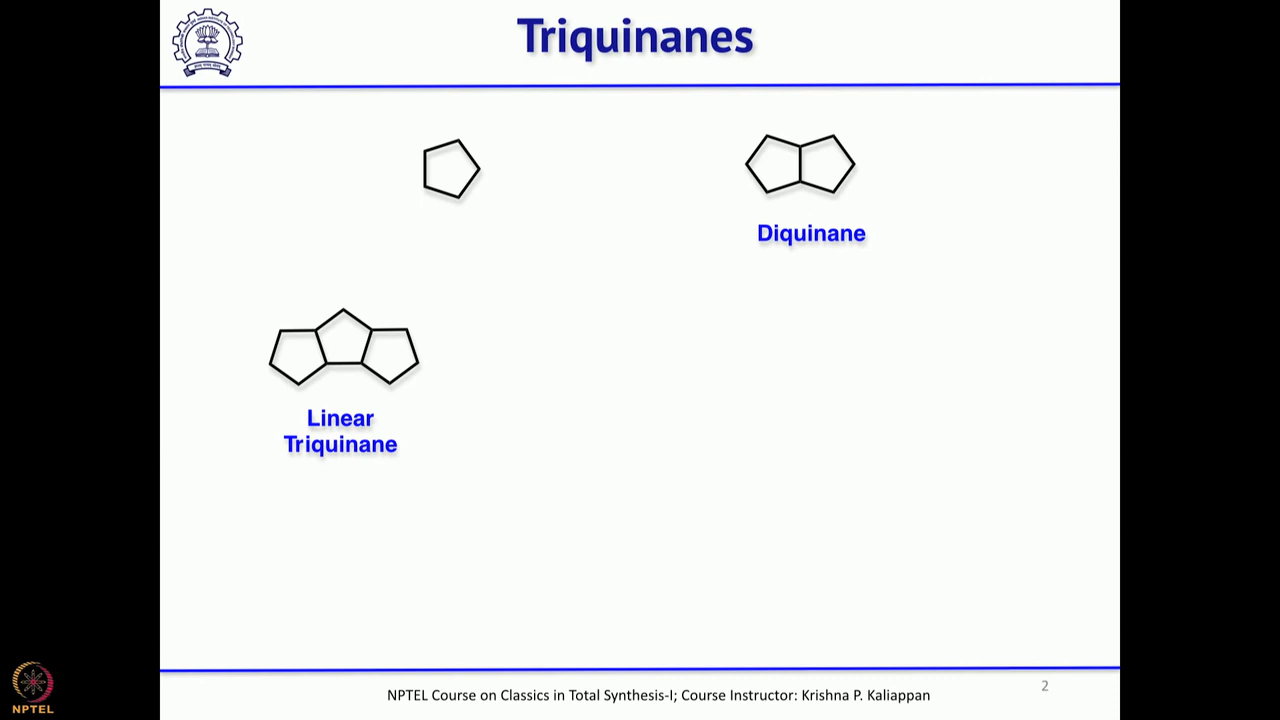 Triquinanes
Diquinane
Linear
Triquinane
NPTEL Course on Classics in Total Synthesis-I; Course Instructor: Krishna P. Kaliappan
2
NPTEL